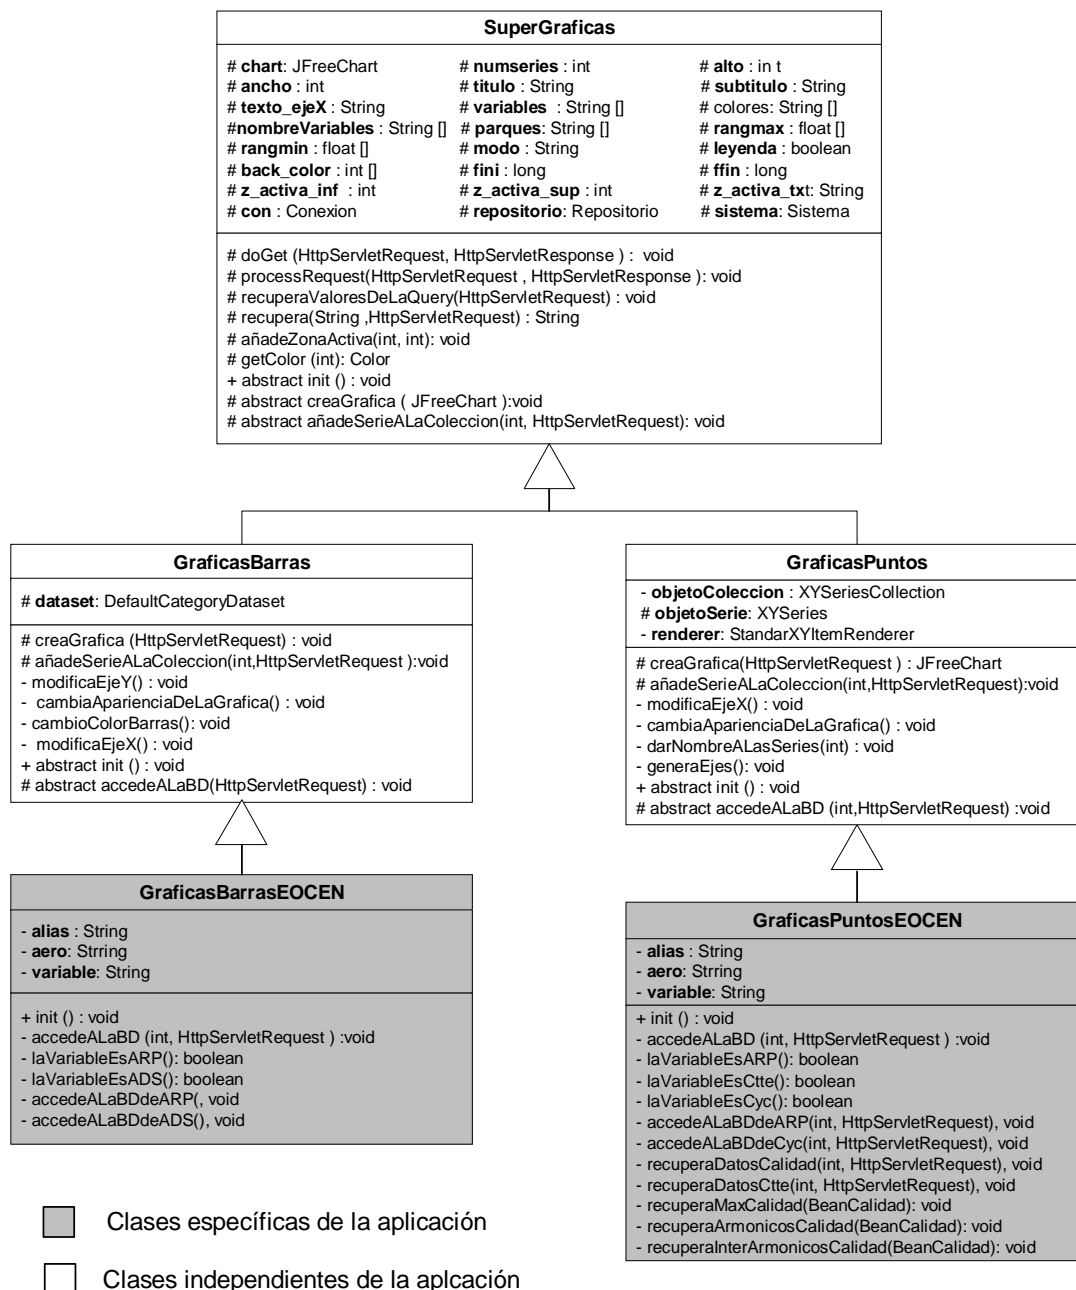 SuperGraficas
# chart: JFreeChart # numseries : int # alto : in t
# ancho : int # titulo : String # subtitulo : String
# texto_ejeX : String # variables : String [] # colores: String []
#nombreVariables : String [] # parques: String [] # rangmax : float []
# rangmin : float [] # modo : String # leyenda : boolean
# back_color : int [] # fini : long # ffin : long
# z_activa_inf : int # z_activa_sup : int # z_activa_txt: String
# con : Conexion # repositorio: Repositorio # sistema: Sistema
# doGet (HttpServletRequest, HttpServletResponse ) : void
# processRequest(HttpServletRequest , HttpServletResponse ): void
# recuperaValoresDeLaQuery(HttpServletRequest) : void
# recupera(String ,HttpServletRequest) : String
# añadeZonaActiva(int, int): void
# getColor (int): Color
+ abstract init () : void
# abstract creaGrafica ( JFreeChart ):void
# abstract añadeSerieALaColeccion(int, HttpServletRequest): void
GraficasBarras
# dataset: DefaultCategoryDataset
# creaGrafica (HttpServletRequest) : void
# añadeSerieALaColeccion(int,HttpServletRequest ):void
- modificaEjeY() : void
- cambiaAparienciaDeLaGrafica() : void
- cambioColorBarras(): void
- modificaEjeX() : void
+ abstract init () : void
# abstract accedeALaBD(HttpServletRequest) : void
GraficasPuntos
- objetoColeccion : XYSeriesCollection
# objetoSerie: XYSeries
- renderer: StandarXYItemRenderer
# creaGrafica(HttpServletRequest ) : JFreeChart
# añadeSerieALaColeccion(int,HttpServletRequest):void
- modificaEjeX() : void
- cambiaAparienciaDeLaGrafica() : void
- darNombreALasSeries(int) : void
- generaEjes(): void
+ abstract init () : void
# abstract accedeALaBD (int,HttpServletRequest) :void
GraficasBarrasEOCEN
- alias : String
- aero: Strring
- variable: String
+ init () : void
- accedeALaBD (int, HttpServletRequest ) :void
- laVariableEsARP(): boolean
- laVariableEsADS(): boolean
- accedeALaBDdeARP(, void
- accedeALaBDdeADS(), void
GraficasPuntosEOCEN
- alias : String
- aero: Strring
- variable: String
+ init () : void
- accedeALaBD (int, HttpServletRequest ) :void
- laVariableEsARP(): boolean
- laVariableEsCtte(): boolean
- laVariableEsCyc(): boolean
- accedeALaBDdeARP(int, HttpServletRequest), void
- accedeALaBDdeCyc(int, HttpServletRequest), void
- recuperaDatosCalidad(int, HttpServletRequest), void
- recuperaDatosCtte(int, HttpServletRequest), void
- recuperaMaxCalidad(BeanCalidad): void
- recuperaArmonicosCalidad(BeanCalidad): void
- recuperaInterArmonicosCalidad(BeanCalidad): void
Clases específicas de la aplicación
Clases independientes de la aplcación